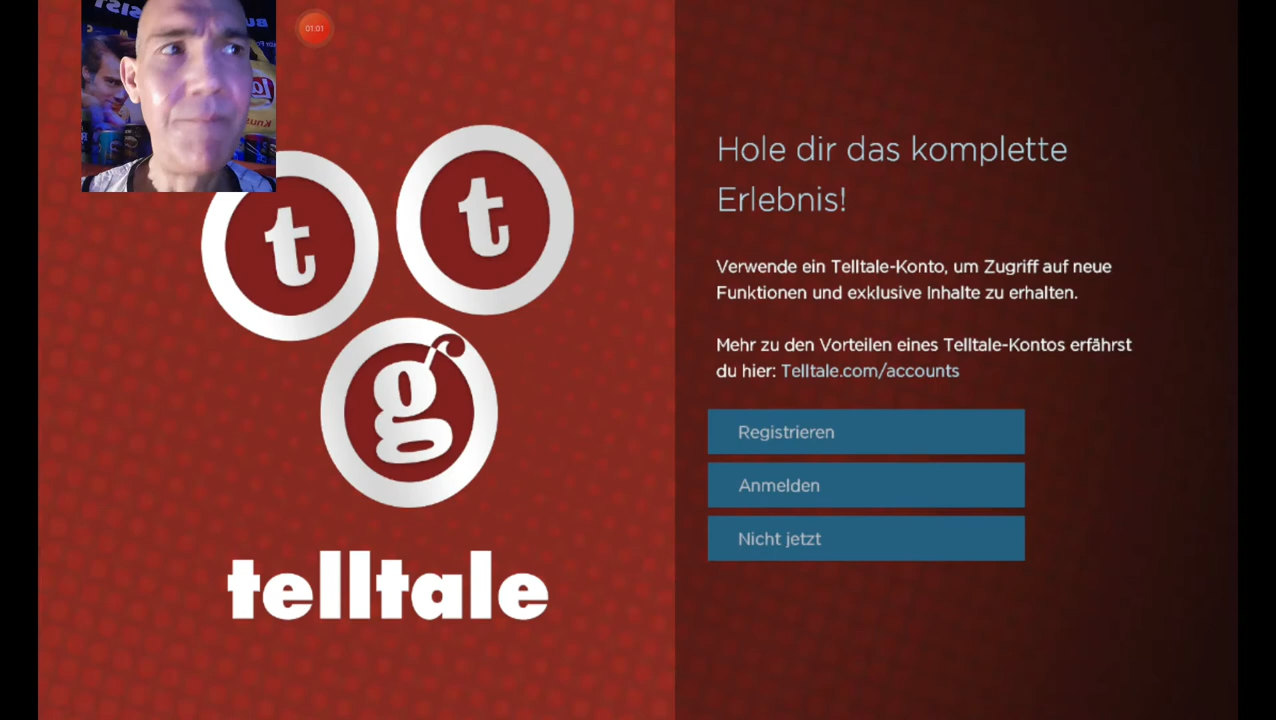 01:01
t
t
g
telltale
Hole dir das komplette
Erlebnis!
Verwende ein Telltale-Konto, um Zugriff auf neue
Funktionen und exklusive Inhalte zu erhalten.
Mehr zu den Vorteilen eines Telltale-Kontos erfährst
du hier: Telltale.com/accounts
Registrieren
Anmelden
Nicht jetzt